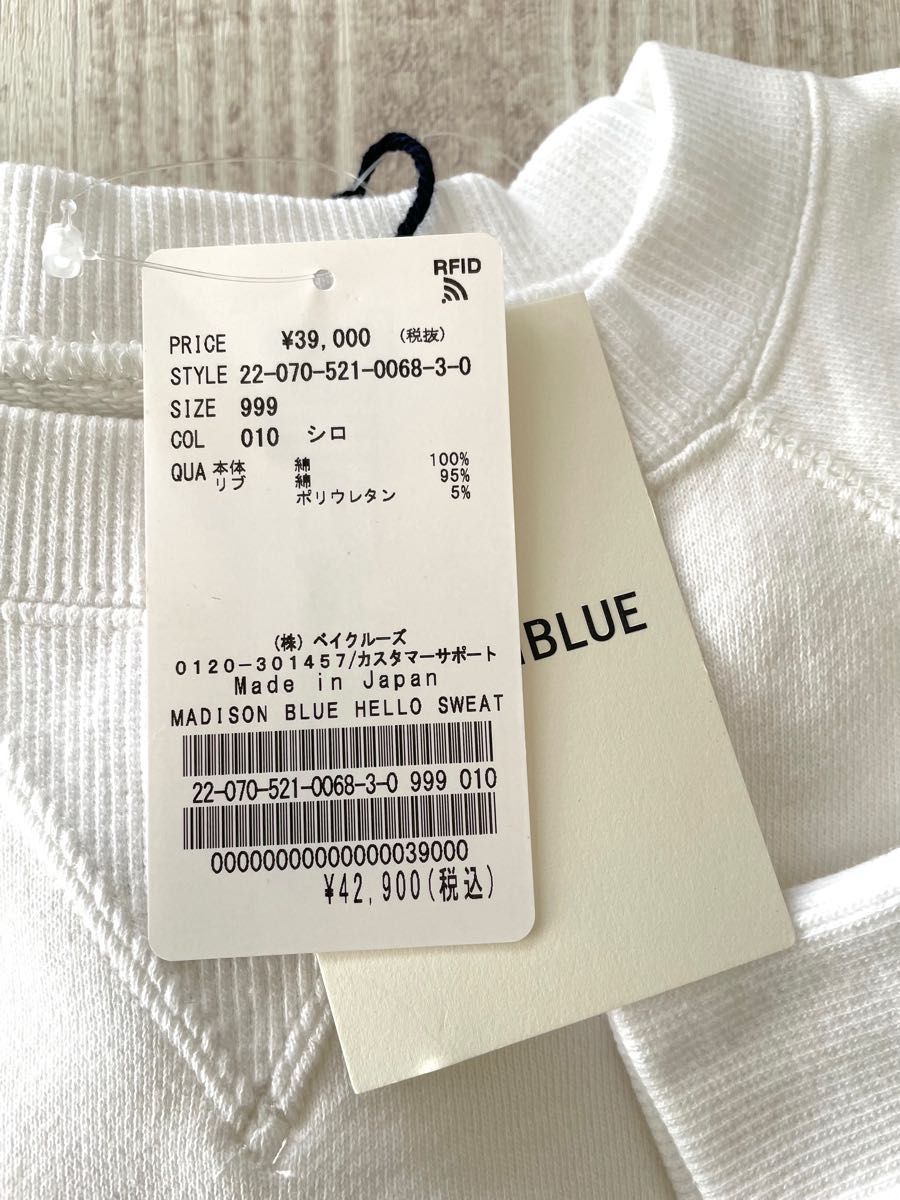 RFID
PRICE ¥39,000 (税抜)
STYLE 22-070-521-0068-3-0
SIZE 999
COL 010 シロ
QUA 本体 綿 100%
リブ 綿 95%
ポリウレタン 5%
(株) ベイクルーズ
0120-301457/カスタマーサポート
Made in Japan
MADISON BLUE HELLO SWEAT
22-070-521-0068-3-0 999 010
00000000000000039000
¥42,900(税込)
BLUE